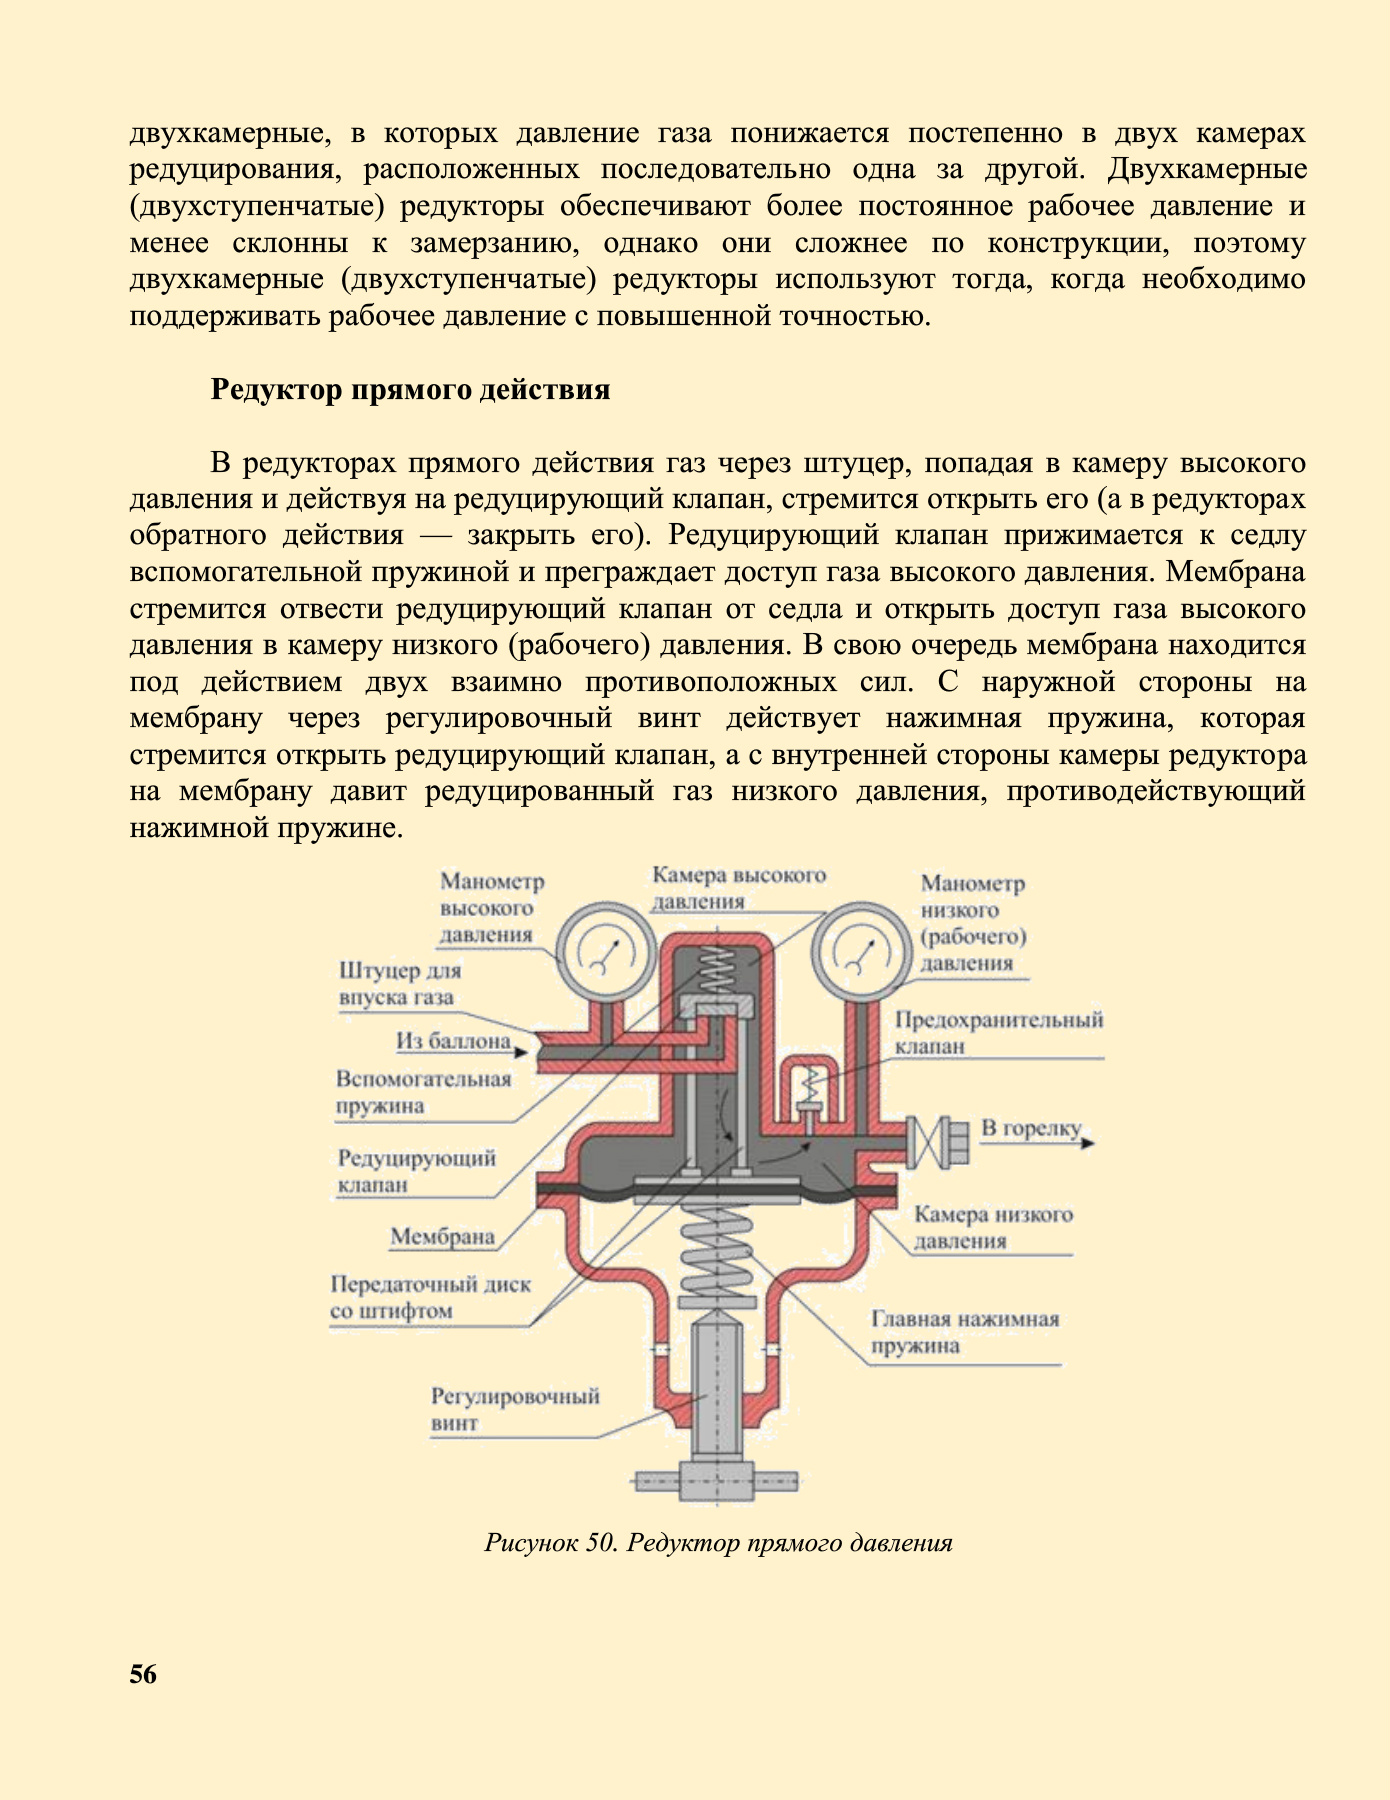 двухкамерные, в которых давление газа понижается постепенно в двух камерах
редуцирования, расположенных последовательно одна за другой. Двухкамерные
(двухступенчатые) редукторы обеспечивают более постоянное рабочее давление и
менее склонны к замерзанию, однако они сложнее по конструкции, поэтому
двухкамерные (двухступенчатые) редукторы используют тогда, когда необходимо
поддерживать рабочее давление с повышенной точностью.
Редуктор прямого действия
В редукторах прямого действия газ через штуцер, попадая в камеру высокого
давления и действуя на редуцирующий клапан, стремится открыть его (а в редукторах
обратного действия — закрыть его). Редуцирующий клапан прижимается к седлу
вспомогательной пружиной и преграждает доступ газа высокого давления. Мембрана
стремится отвести редуцирующий клапан от седла и открыть доступ газа высокого
давления в камеру низкого (рабочего) давления. В свою очередь мембрана находится
под действием двух взаимно противоположных сил. С наружной стороны на
мембрану через регулировочный винт действует нажимная пружина, которая
стремится открыть редуцирующий клапан, а с внутренней стороны камеры редуктора
на мембрану давит редуцированный газ низкого давления, противодействующий
нажимной пружине.
Манометр
высокого
давления
Камера высокого
давления
Манометр
низкого
(рабочего)
давления
Штуцер для
впуска газа
Из баллона
Предохранительный
клапан
Вспомогательная
пружина
В горелку
Редуцирующий
клапан
Мембрана
Камера низкого
давления
Передаточный диск
со штифтом
Главная нажимная
пружина
Регулировочный
винт
Рисунок 50. Редуктор прямого давления
56